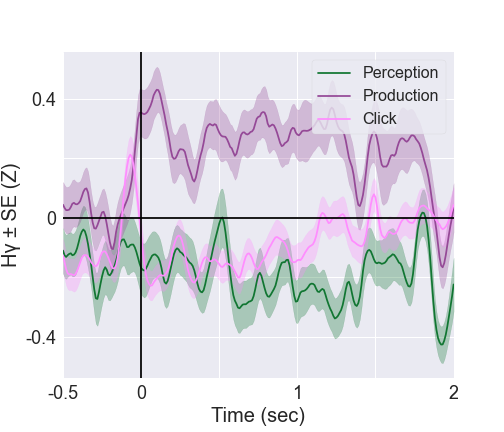 Perception
Production
Click
0.4
0
-0.4
Hγ ± SE (Z)
-0.5
0
1
2
Time (sec)